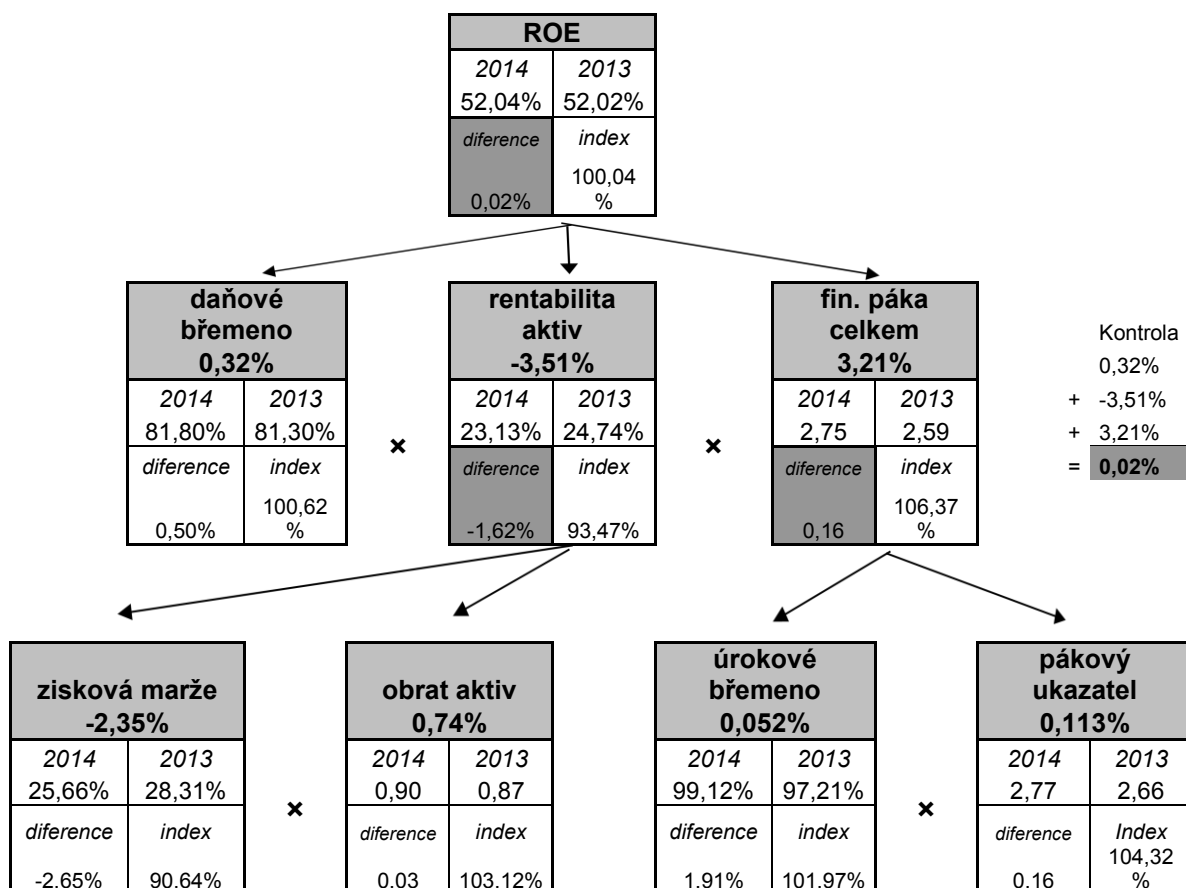 ROE
2014 2013
52,04% 52,02%
diference index
0,02% 100,04
%
daňové
břemeno
0,32%
2014 2013
81,80% 81,30%
diference index
0,50% 100,62
%
×
rentabilita
aktiv
-3,51%
2014 2013
23,13% 24,74%
diference index
-1,62% 93,47%
×
fin. páka
celkem
3,21%
2014 2013
2,75 2,59
diference index
0,16 106,37
%
Kontrola
0,32%
+ -3,51%
+ 3,21%
= 0,02%
zisková marže
-2,35%
2014 2013
25,66% 28,31%
diference index
-2,65% 90,64%
×
obrat aktiv
0,74%
2014 2013
0,90 0,87
diference index
0,03 103,12%
úrokové
břemeno
0,052%
2014 2013
99,12% 97,21%
diference index
1,91% 101,97%
×
pákový
ukazatel
0,113%
2014 2013
2,77 2,66
diference Index
0,16 104,32
%